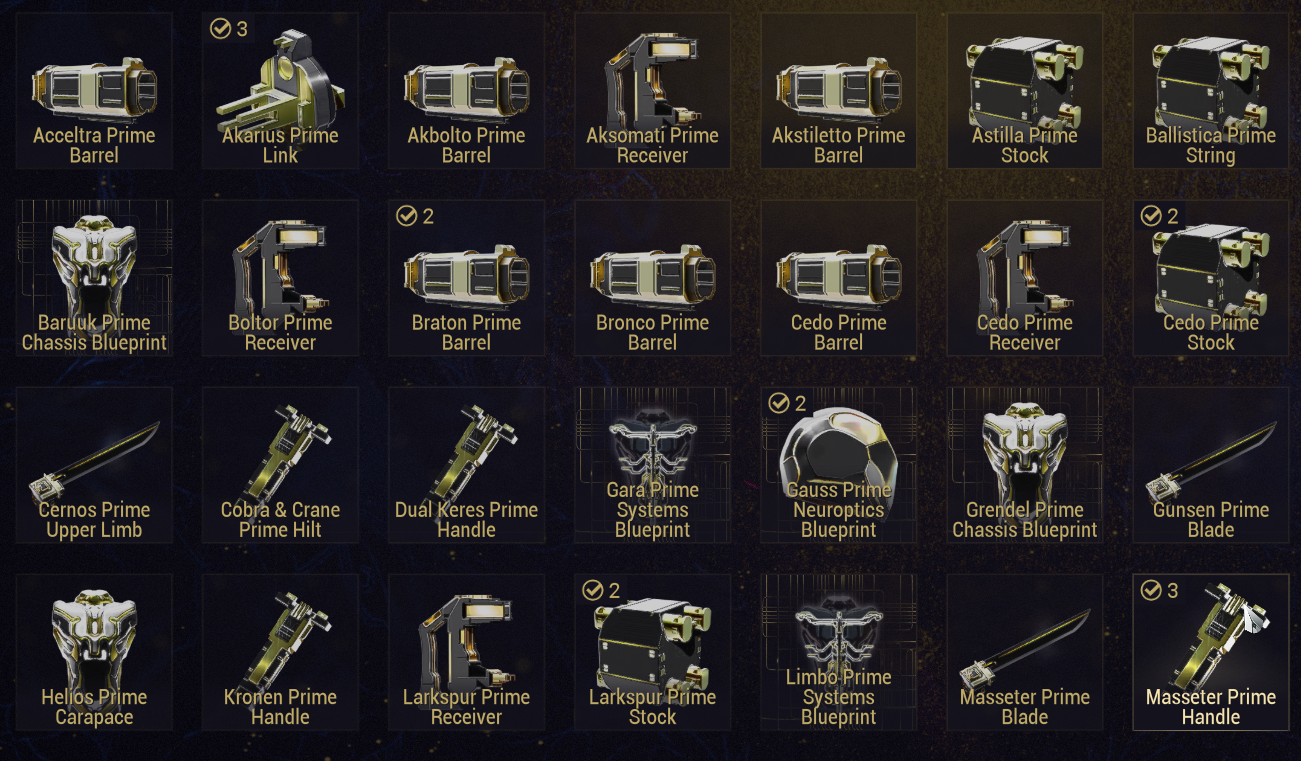 3
Acceltra Prime
Barrel
Akarius Prime
Link
Akbolto Prime
Barrel
Aksomati Prime
Receiver
Akstiletto Prime
Barrel
Astilla Prime
Stock
Ballistica Prime
String
2
2
Baruuk Prime
Chassis Blueprint
Boltor Prime
Receiver
Braton Prime
Barrel
Bronco Prime
Barrel
Cedo Prime
Barrel
Cedo Prime
Receiver
Cedo Prime
Stock
2
Cernos Prime
Upper Limb
Cobra & Crane
Prime Hilt
Dual Keres Prime
Handle
Gara Prime
Systems
Blueprint
Gauss Prime
Neuroptics
Blueprint
Grendel Prime
Chassis Blueprint
Gunsen Prime
Blade
2
3
Helios Prime
Carapace
Kronen Prime
Handle
Larkspur Prime
Receiver
Larkspur Prime
Stock
Limbo Prime
Systems
Blueprint
Masseter Prime
Blade
Masseter Prime
Handle